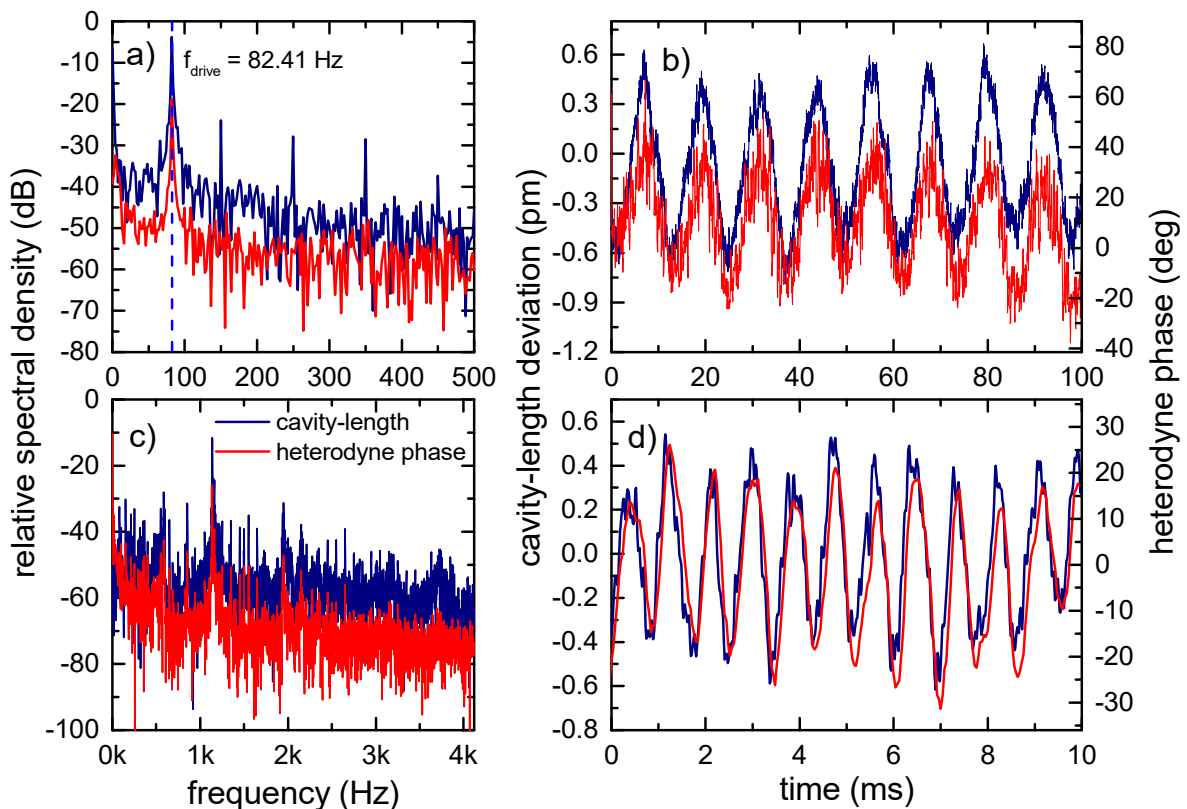 relative spectral density (dB)
0
-10
-20
-30
-40
-50
-60
-70
-80
a)
f_drive = 82.41 Hz
0 100 200 300 400 500
cavity-length deviation (pm)
0.6
0.3
0.0
-0.3
-0.6
-0.9
-1.2
b)
80
60
40
20
0
-20
-40
0 20 40 60 80 100
heterodyne phase (deg)
0
-20
-40
-60
-80
-100
c)
cavity-length
heterodyne phase
0k 1k 2k 3k 4k
frequency (Hz)
0.6
0.4
0.2
0.0
-0.2
-0.4
-0.6
-0.8
d)
30
20
10
0
-10
-20
-30
0 2 4 6 8 10
time (ms)